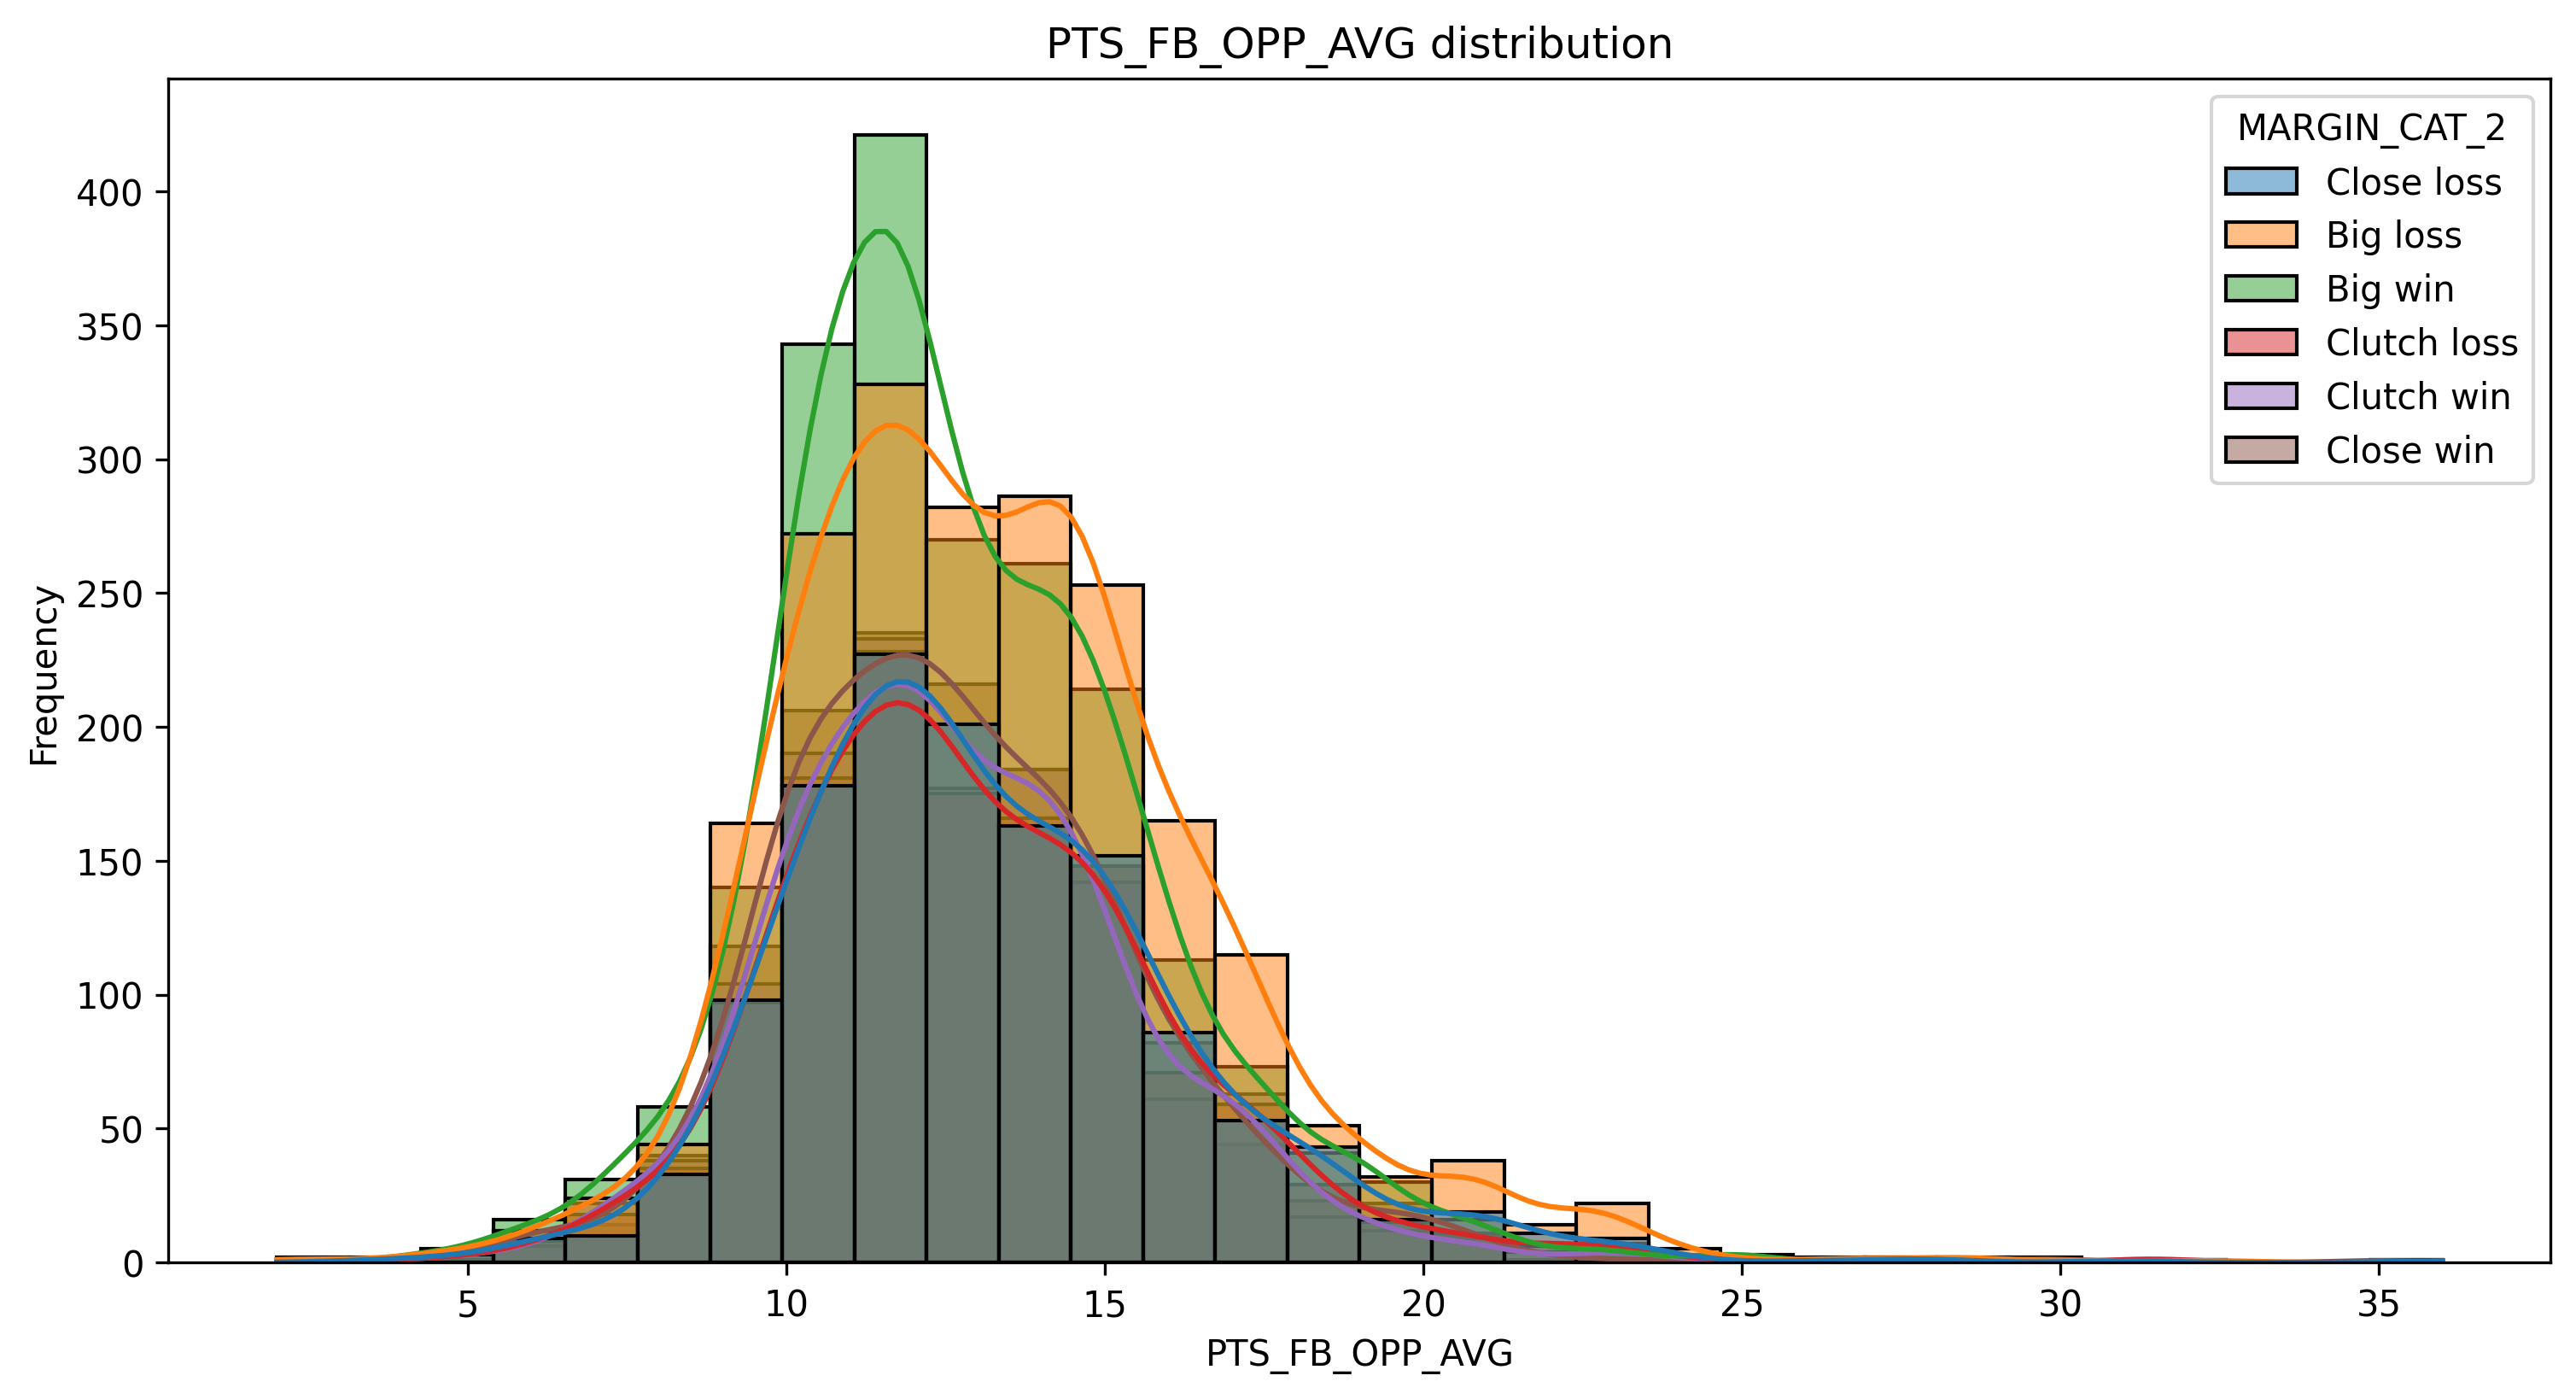 PTS_FB_OPP_AVG distribution
MARGIN_CAT_2
Close loss
Big loss
Big win
Clutch loss
Clutch win
Close win
Frequency
400
350
300
250
200
150
100
50
0
5 10 15 20 25 30 35
PTS_FB_OPP_AVG